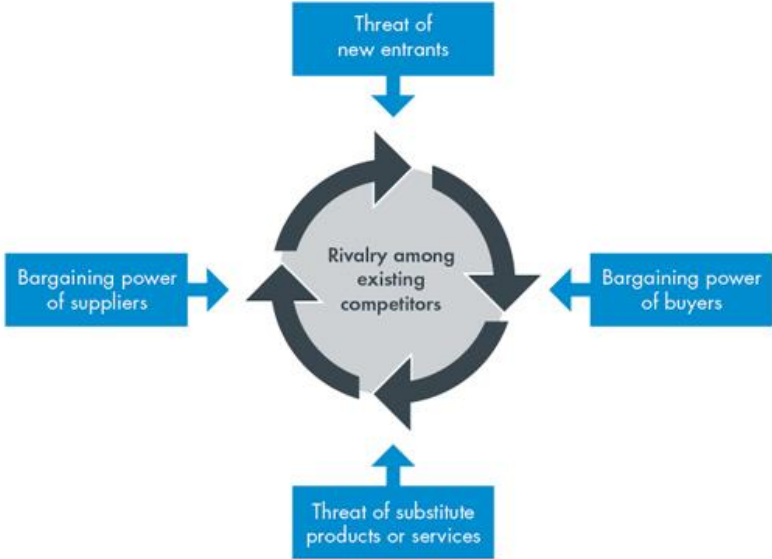 Threat of
new entrants
Bargaining power
of suppliers
Rivalry among
existing
competitors
Bargaining power
of buyers
Threat of substitute
products or services